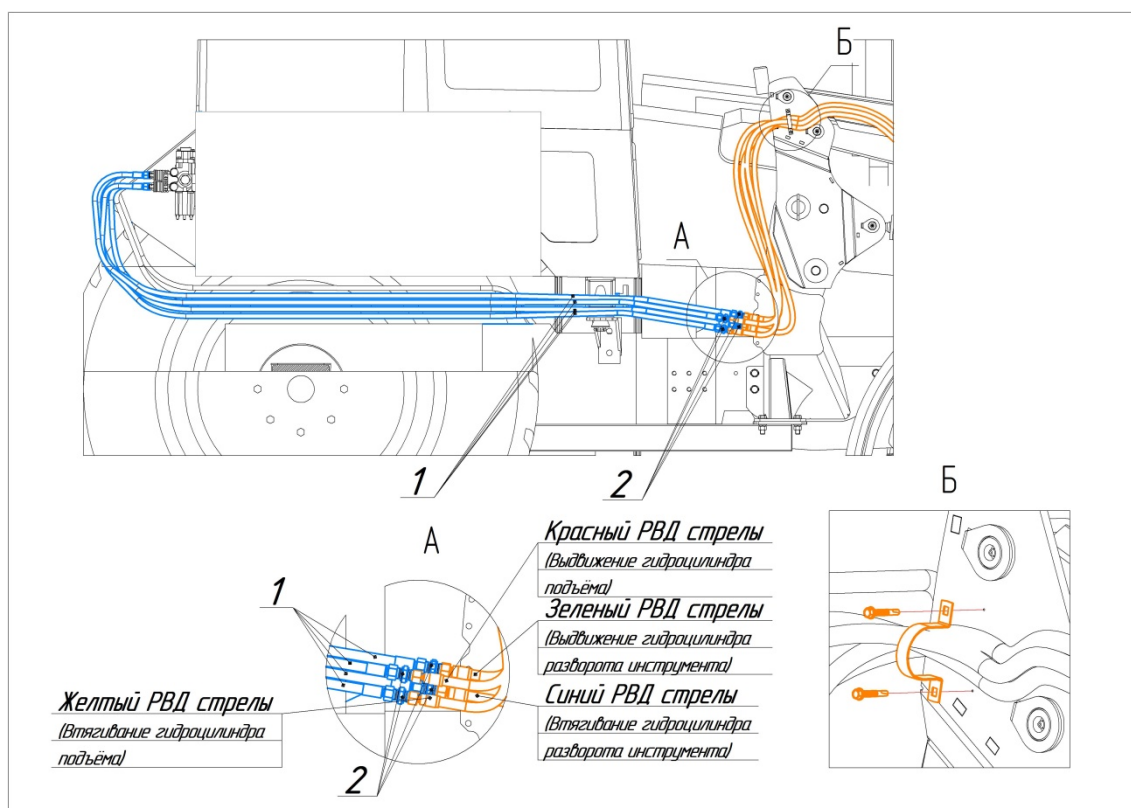 Б
А
1
2
Б
А
Красный РВД стрелы
(Выдвижение гидроцилиндра
подъёма)
1
Зеленый РВД стрелы
(Выдвижение гидроцилиндра
разворота инструмента)
Желтый РВД стрелы
(Втягивание гидроцилиндра
подъёма)
Синий РВД стрелы
(Втягивание гидроцилиндра
разворота инструмента)
2